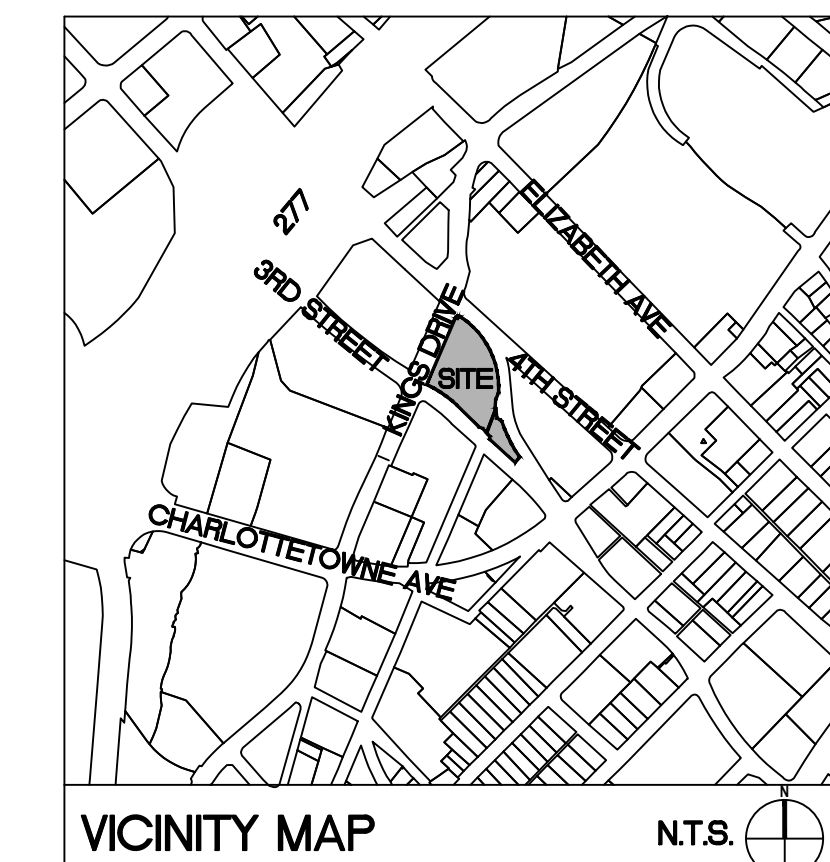 ELIZABETH AVE
277
3RD STREET
KINGS DRIVE
SITE
4TH STREET
CHARLOTTETOWNE AVE
VICINITY MAP
N.T.S.
N